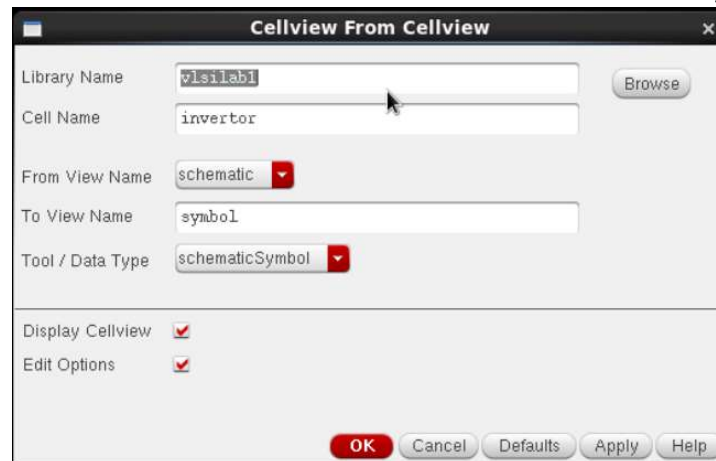 Cellview From Cellview
Library Name vlsilab1 Browse
Cell Name invertor
From View Name schematic
To View Name symbol
Tool / Data Type schematicSymbol
Display Cellview
Edit Options
OK Cancel Defaults Apply Help